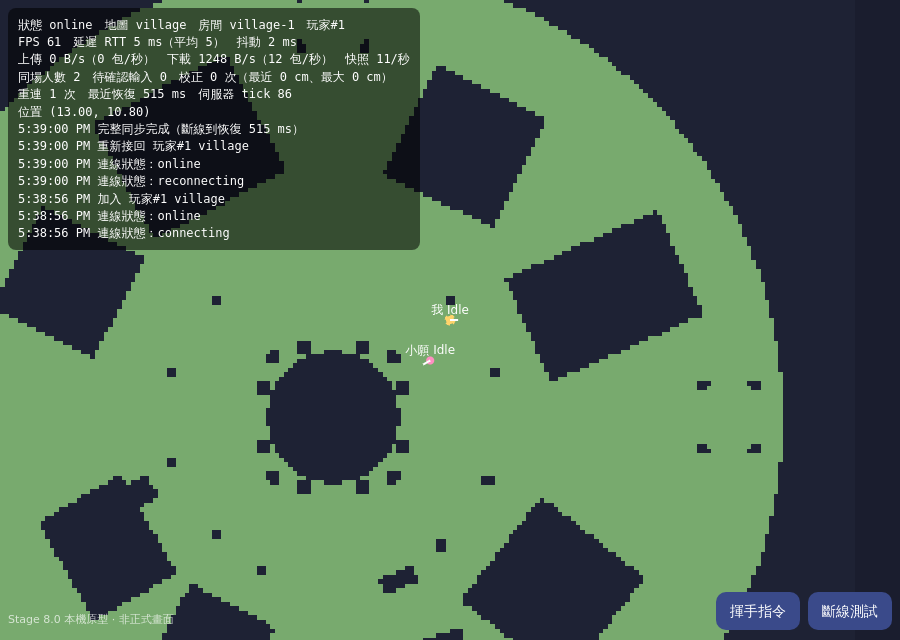 狀態 online 地圖 village 房間 village-1 玩家#1
FPS 61 延遲 RTT 5 ms（平均 5） 抖動 2 ms
上傳 0 B/s（0 包/秒） 下載 1248 B/s（12 包/秒） 快照 11/秒
同場人數 2 待確認輸入 0 校正 0 次（最近 0 cm、最大 0 cm）
重連 1 次 最近恢復 515 ms 伺服器 tick 86
位置 (13.00, 10.80)
5:39:00 PM 完整同步完成（斷線到恢復 515 ms）
5:39:00 PM 重新接回 玩家#1 village
5:39:00 PM 連線狀態：online
5:39:00 PM 連線狀態：reconnecting
5:38:56 PM 加入 玩家#1 village
5:38:56 PM 連線狀態：online
5:38:56 PM 連線狀態：connecting
我 Idle
小願 Idle
Stage 8.0 本機原型 · 非正式畫面
揮手指令
斷線測試